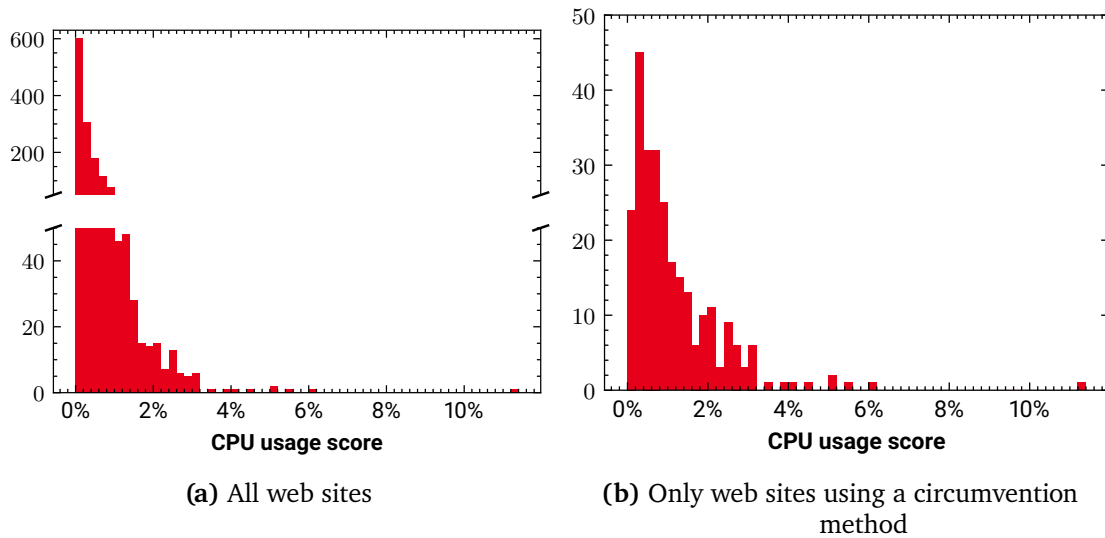 600
400
200
40
20
0
0% 2% 4% 6% 8% 10%
CPU usage score
(a) All web sites
50
40
30
20
10
0
0% 2% 4% 6% 8% 10%
CPU usage score
(b) Only web sites using a circumvention
method